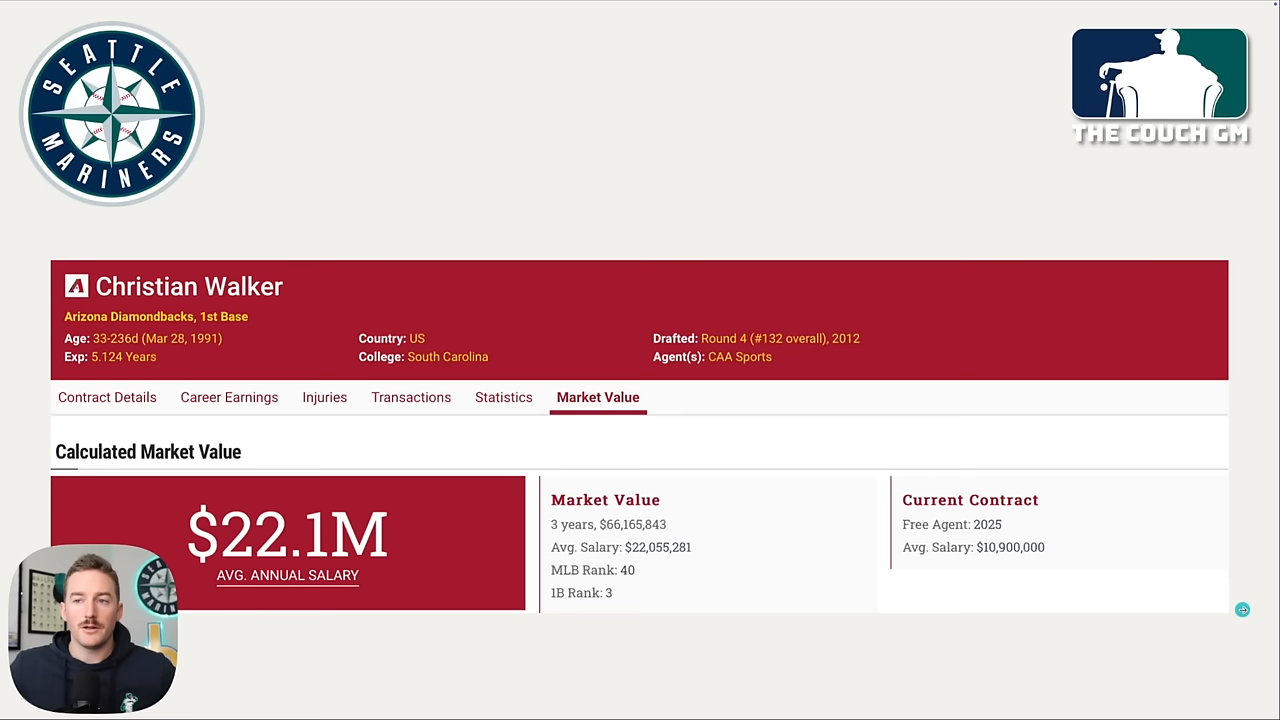 SEATTLE
MARINERS
THE COUCH GM
A Christian Walker
Arizona Diamondbacks, 1st Base
Age: 33-236d (Mar 28, 1991) Country: US Drafted: Round 4 (#132 overall), 2012
Exp: 5.124 Years College: South Carolina Agent(s): CAA Sports
Contract Details Career Earnings Injuries Transactions Statistics Market Value
Calculated Market Value
$22.1M
AVG. ANNUAL SALARY
Market Value
3 years, $66,165,843
Avg. Salary: $22,055,281
MLB Rank: 40
1B Rank: 3
Current Contract
Free Agent: 2025
Avg. Salary: $10,900,000